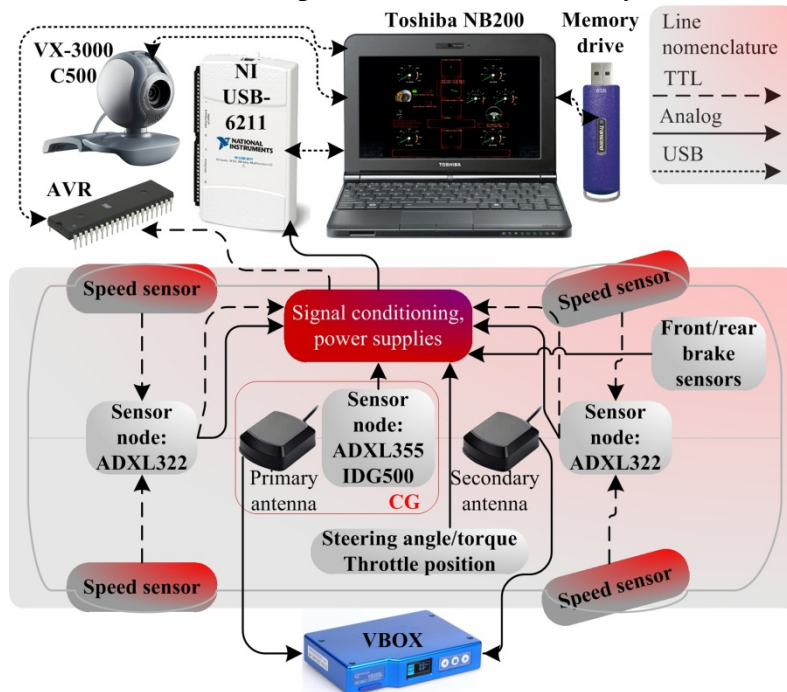 Toshiba NB200
Memory
drive
VX-3000
C500
NI
USB-
6211
NATIONAL
INSTRUMENTS
TOSHIBA
Transcend
Line
nomenclature
TTL
Analog
USB
AVR
Speed sensor
Speed sensor
Signal conditioning,
power supplies
Front/rear
brake
sensors
Sensor
node:
ADXL322
Primary
antenna
Sensor
node:
ADXL355
IDG500
CG
Secondary
antenna
Sensor
node:
ADXL322
Steering angle/torque
Throttle position
Speed sensor
Speed sensor
VBOX